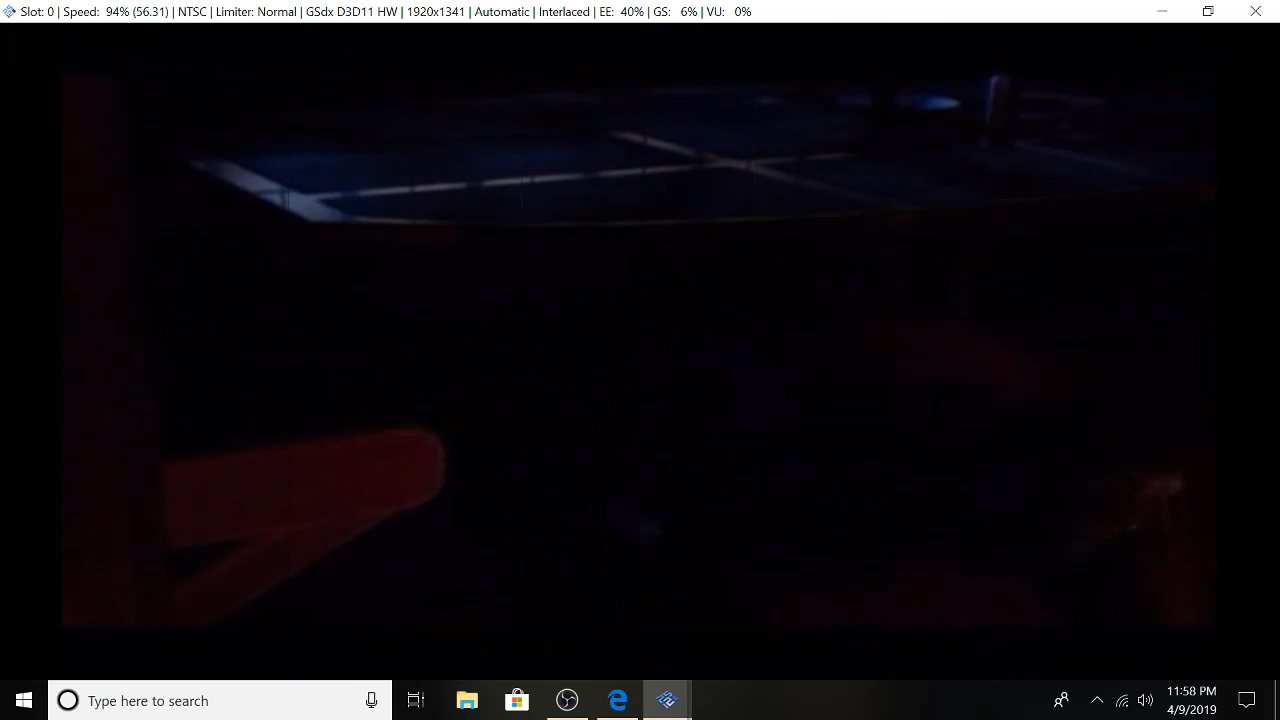 Slot: 0 | Speed: 94% (56.31) | NTSC | Limiter: Normal | GSdx D3D11 HW | 1920x1341 | Automatic | Interlaced | EE: 40% | GS: 6% | VU: 0%
Type here to search
11:58 PM
4/9/2019